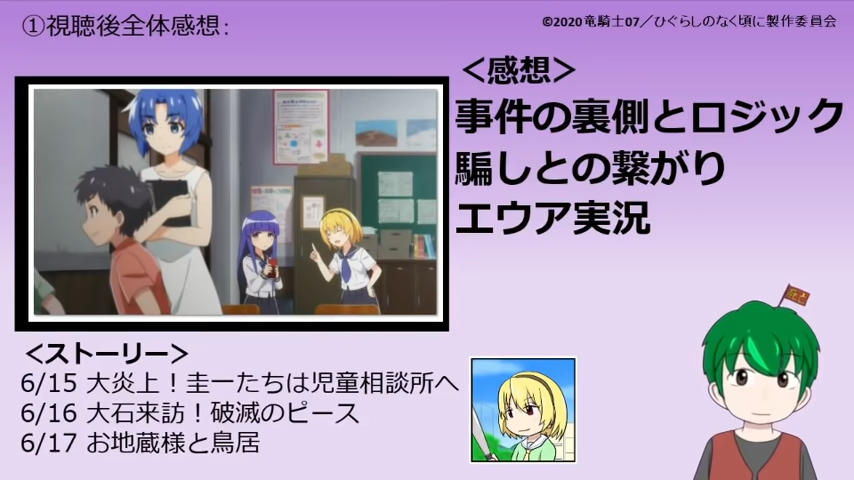 ①視聴後全体感想：
©2020竜騎士07／ひぐらしのなく頃に製作委員会
＜感想＞
事件の裏側とロジック
騙しとの繋がり
エウア実況
＜ストーリー＞
6/15 大炎上！圭一たちは児童相談所へ
6/16 大石来訪！破滅のピース
6/17 お地蔵様と鳥居